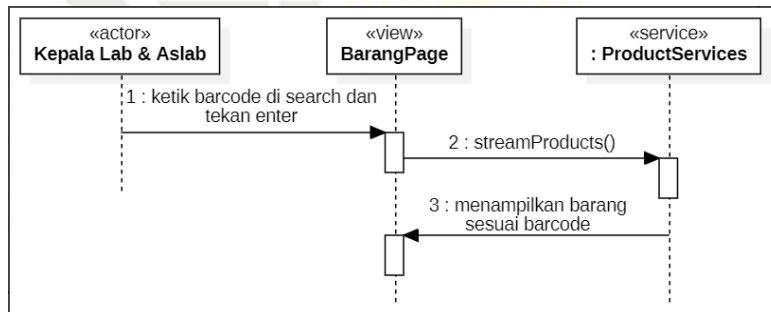 «actor»
Kepala Lab & Aslab
«view»
BarangPage
«service»
: ProductServices
1 : ketik barcode di search dan
tekan enter
2 : streamProducts()
3 : menampilkan barang
sesuai barcode